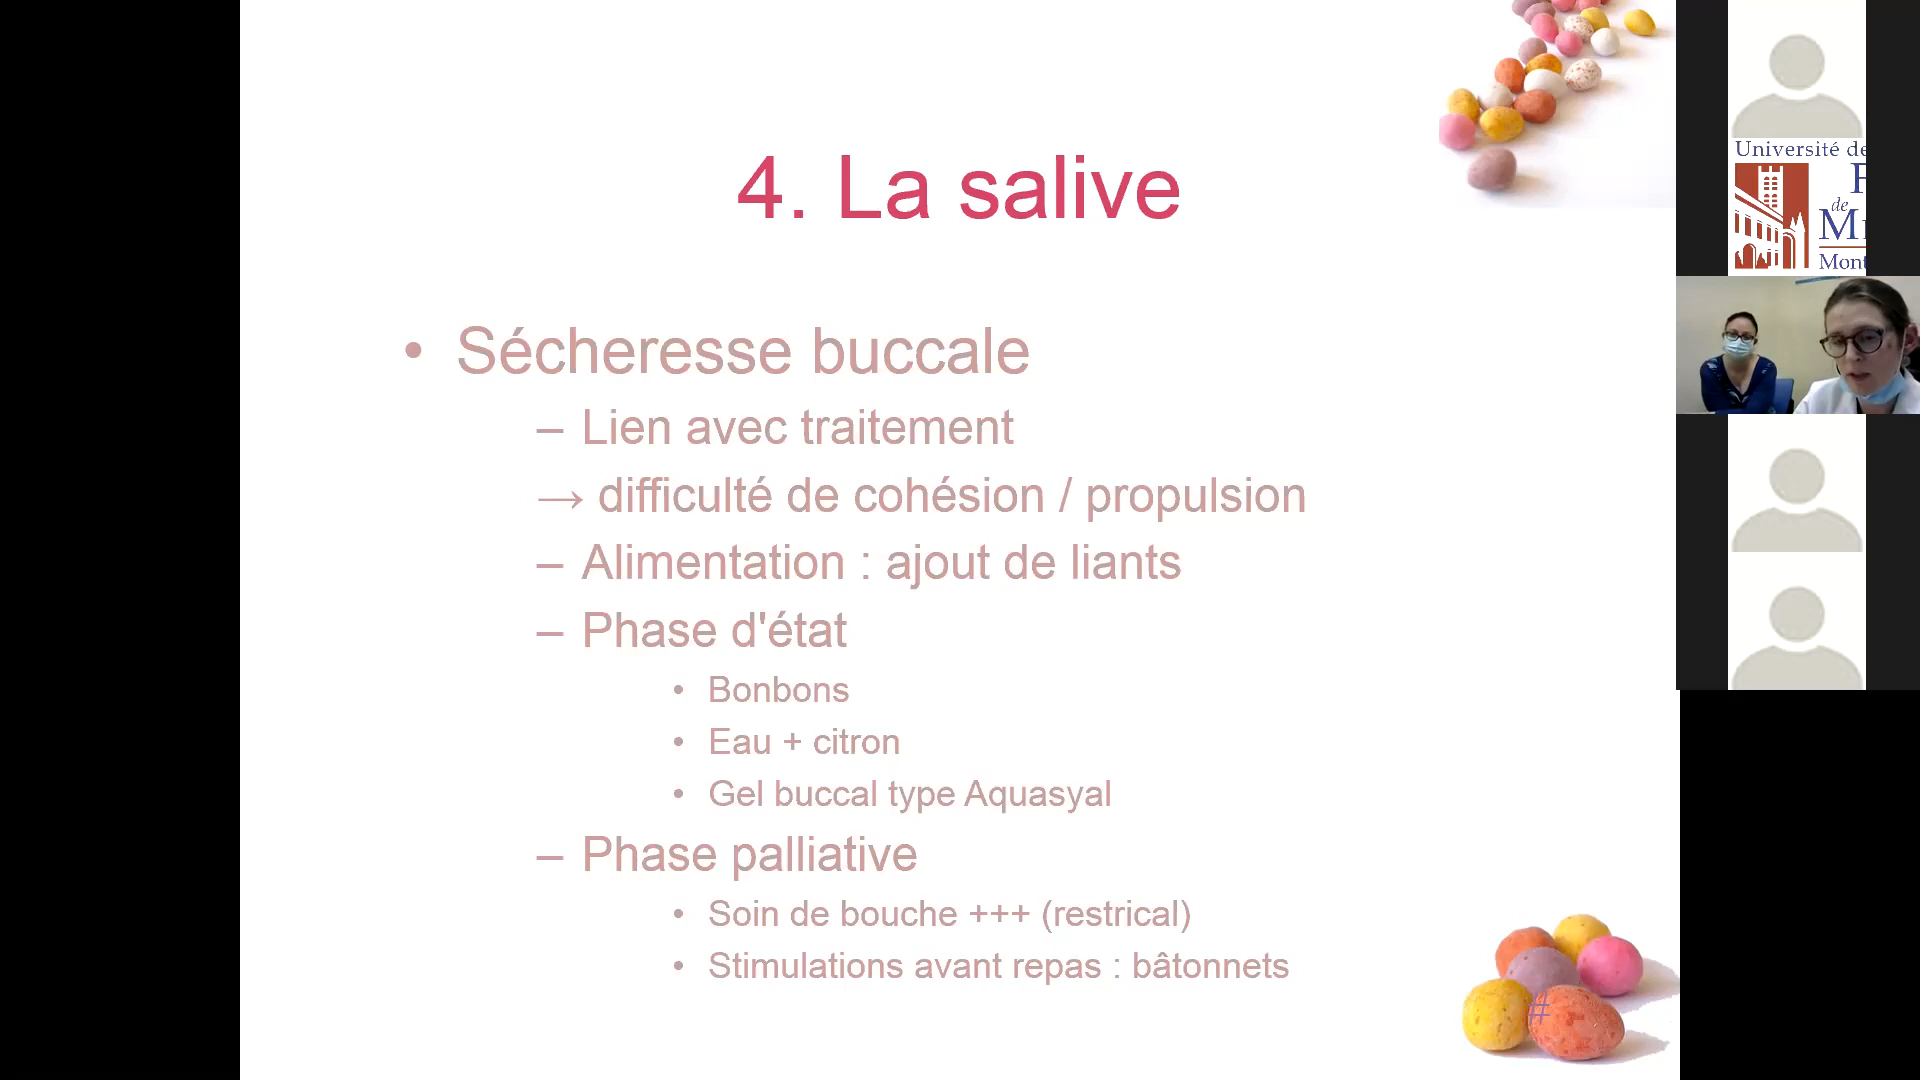 4. La salive
• Sécheresse buccale
– Lien avec traitement
→ difficulté de cohésion / propulsion
– Alimentation : ajout de liants
– Phase d'état
• Bonbons
• Eau + citron
• Gel buccal type Aquasyal
– Phase palliative
• Soin de bouche +++ (restrical)
• Stimulations avant repas : bâtonnets
#
Université de
de
Mont